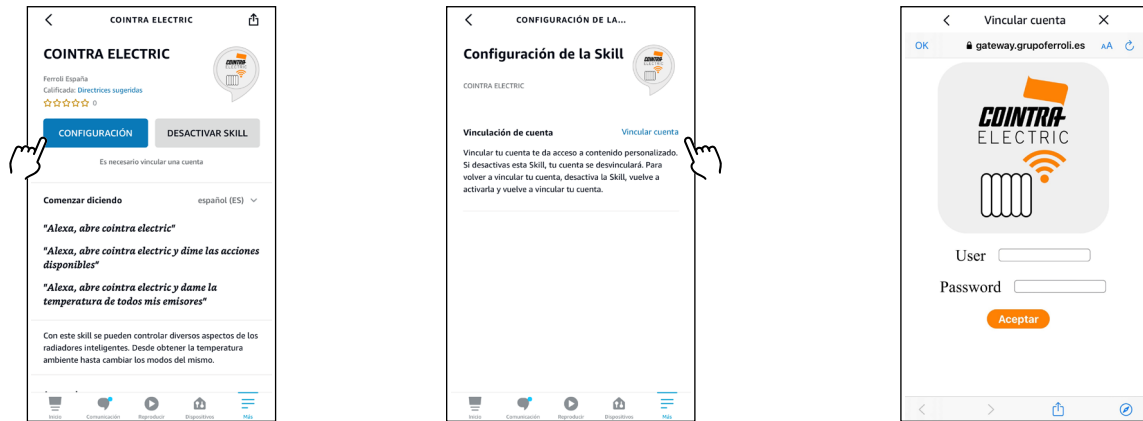 COINTRA ELECTRIC
COINTRA ELECTRIC
COINTRA
ELECTRIC
Ferroli España
Calificada: Directrices sugeridas
0
CONFIGURACIÓN
DESACTIVAR SKILL
Es necesario vincular una cuenta
Comenzar diciendo
español (ES)
"Alexa, abre cointra electric"
"Alexa, abre cointra electric y dime las acciones
disponibles"
"Alexa, abre cointra electric y dame la
temperatura de todos mis emisores"
Con este skill se pueden controlar diversos aspectos de los
radiadores inteligentes. Desde obtener la temperatura
ambiente hasta cambiar los modos del mismo.
Inicio
Comunicación
Reproducir
Dispositivos
Más
CONFIGURACIÓN DE LA...
Configuración de la Skill
COINTRA
ELECTRIC
COINTRA ELECTRIC
Vinculación de cuenta
Vincular cuenta
Vincular tu cuenta te da acceso a contenido personalizado.
Si desactivas esta Skill, tu cuenta se desvinculará. Para
volver a vincular tu cuenta, desactiva la Skill, vuelve a
activarla y vuelve a vincular tu cuenta.
Inicio
Comunicación
Reproducir
Dispositivos
Más
Vincular cuenta
OK
gateway.grupoferroli.es
AA
COINTRA
ELECTRIC
User
Password
Aceptar